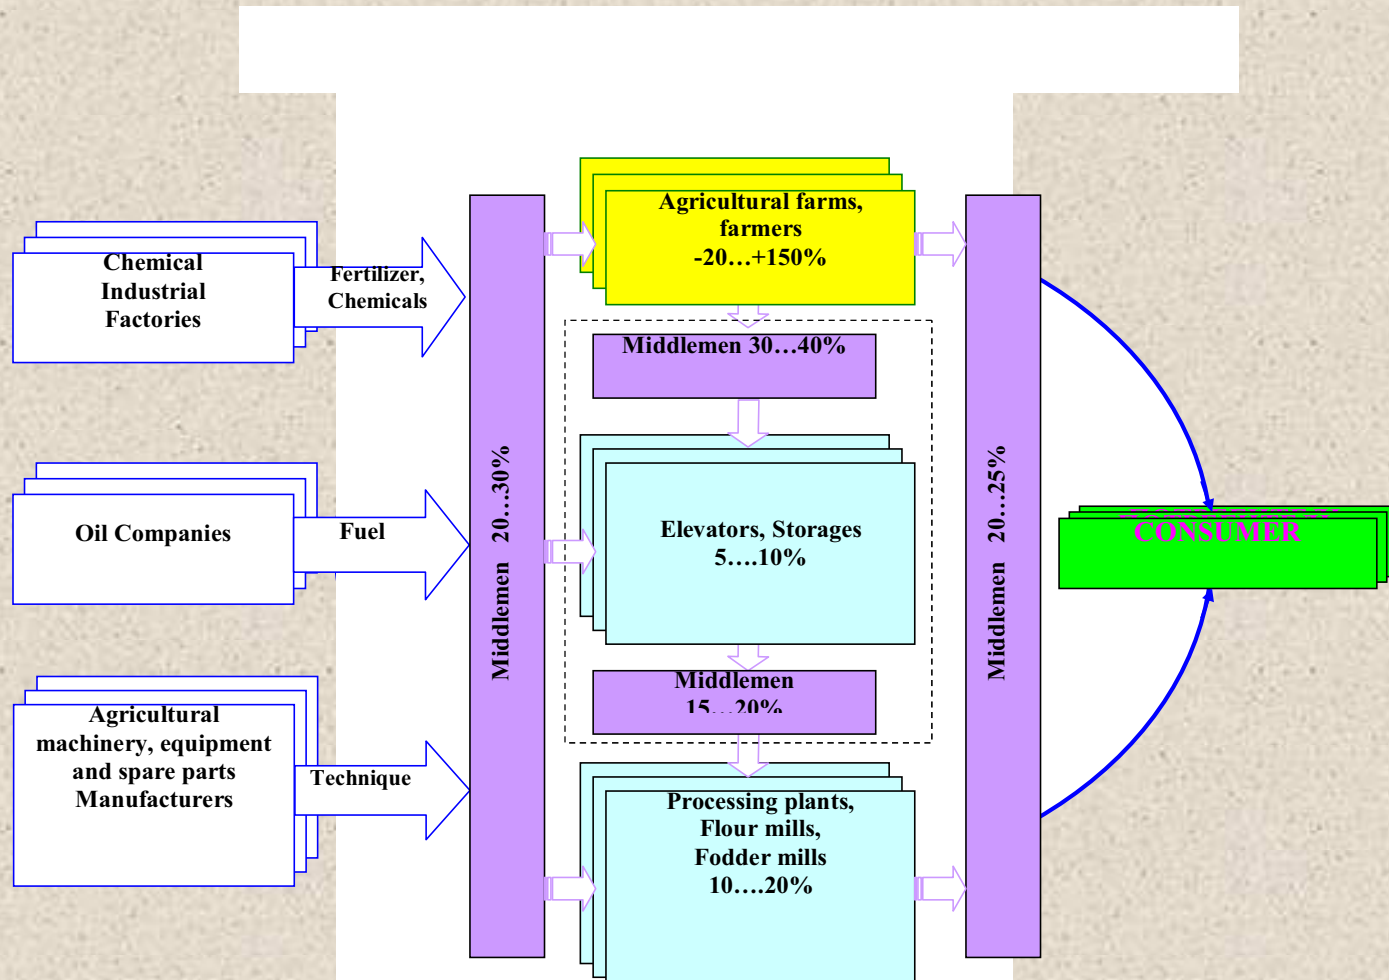 Chemical
Industrial
Factories
Fertilizer,
Chemicals
Oil Companies
Fuel
Agricultural
machinery, equipment
and spare parts
Manufacturers
Technique
Middlemen 20…30%
Agricultural farms,
farmers
-20…+150%
Middlemen 30…40%
Elevators, Storages
5….10%
Middlemen
15…20%
Processing plants,
Flour mills,
Fodder mills
10….20%
Middlemen 20…25%
CONSUMER